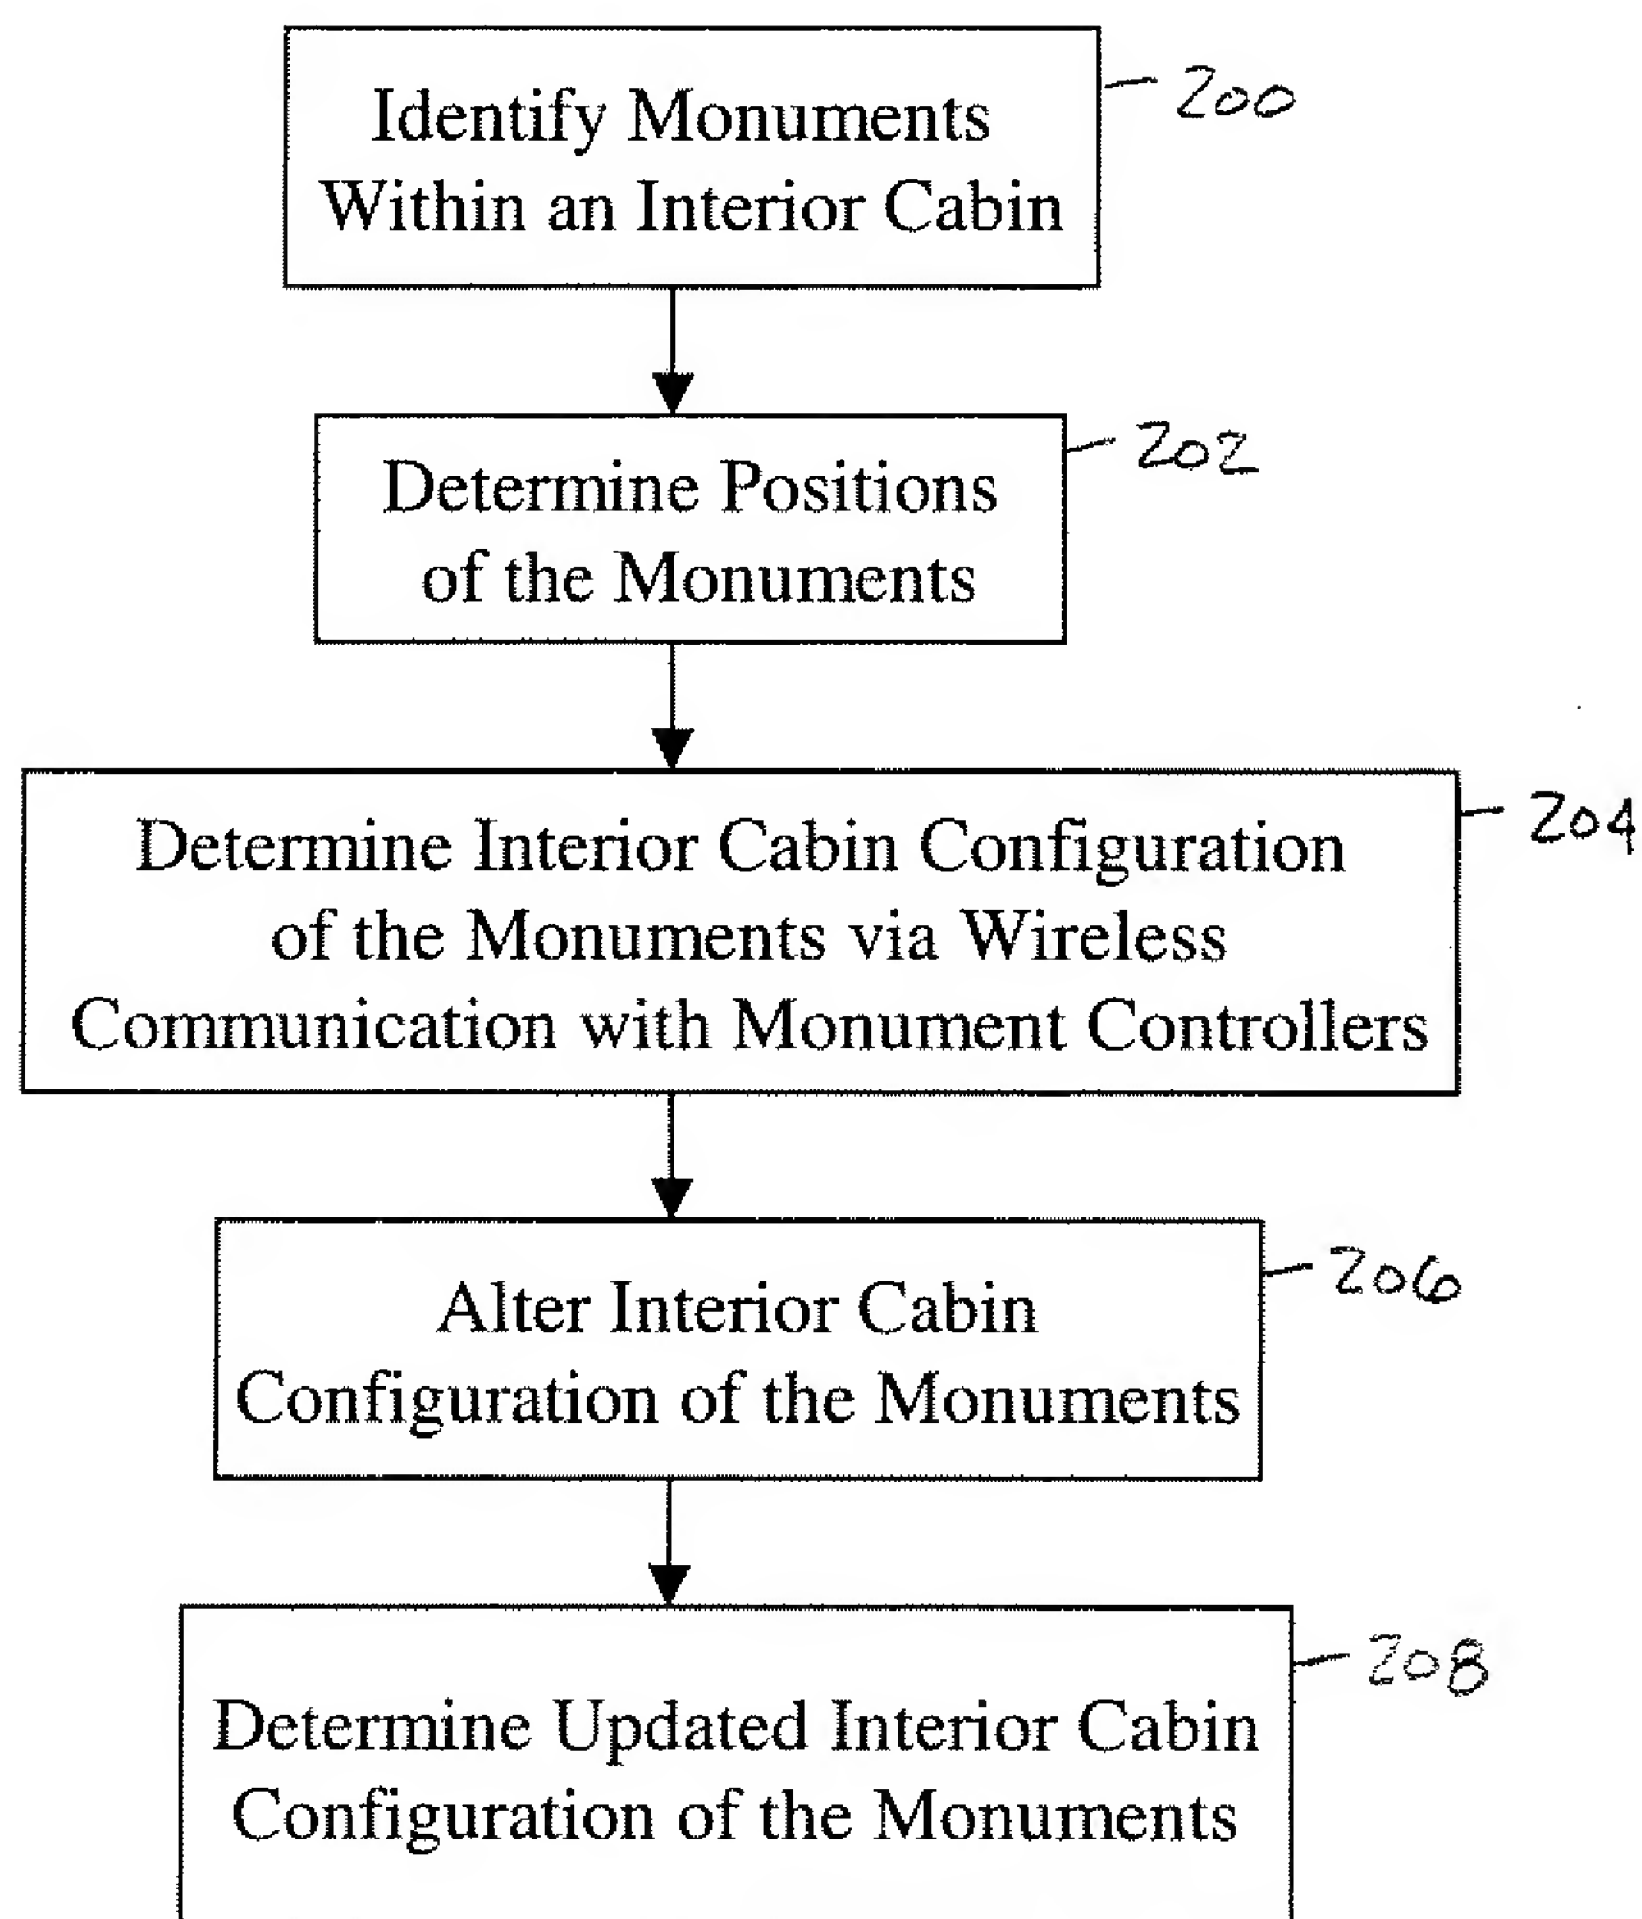 Identify Monuments
Within an Interior Cabin
200
Determine Positions
of the Monuments
202
Determine Interior Cabin Configuration
of the Monuments via Wireless
Communication with Monument Controllers
204
Alter Interior Cabin
Configuration of the Monuments
206
Determine Updated Interior Cabin
Configuration of the Monuments
208